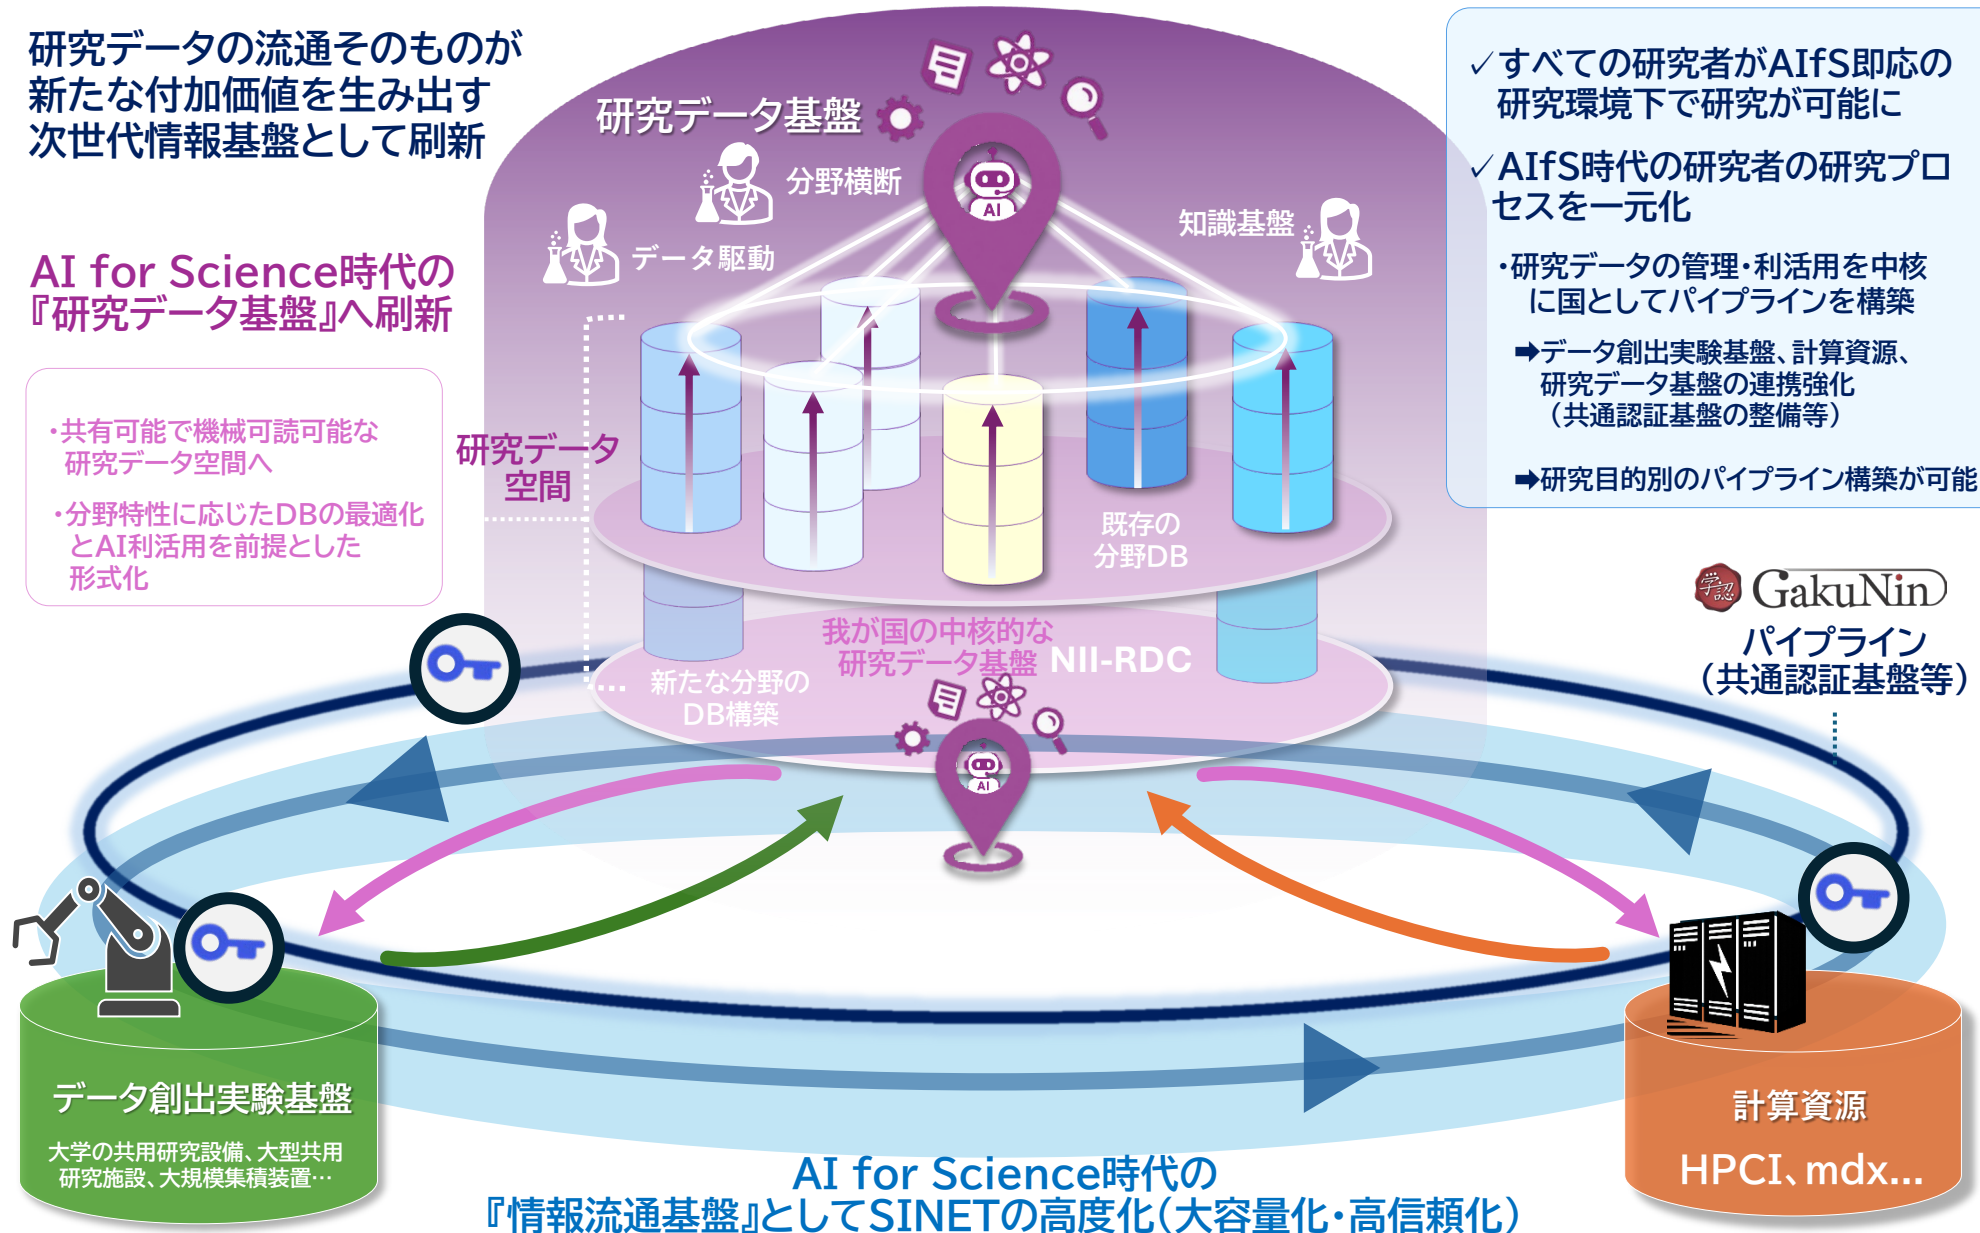 研究データの流通そのものが
新たな付加価値を生み出す
次世代情報基盤として刷新
AI for Science時代の
『研究データ基盤』へ刷新
・共有可能で機械可読可能な
研究データ空間へ
・分野特性に応じたDBの最適化
とAI利活用を前提とした
形式化
研究データ基盤
分野横断
データ駆動
知識基盤
AI
研究データ
空間
既存の
分野DB
我が国の中核的な
研究データ基盤 NII-RDC
新たな分野の
DB構築
AI
✓すべての研究者がAIfS即応の
研究環境下で研究が可能に
✓AIfS時代の研究者の研究プロ
セスを一元化
・研究データの管理・利活用を中核
に国としてパイプラインを構築
➡データ創出実験基盤、計算資源、
研究データ基盤の連携強化
（共通認証基盤の整備等）
➡研究目的別のパイプライン構築が可能
学認 GakuNin
パイプライン
（共通認証基盤等）
データ創出実験基盤
大学の共用研究設備、大型共用
研究施設、大規模集積装置…
計算資源
HPCI、mdx...
AI for Science時代の
『情報流通基盤』としてSINETの高度化（大容量化・高信頼化）